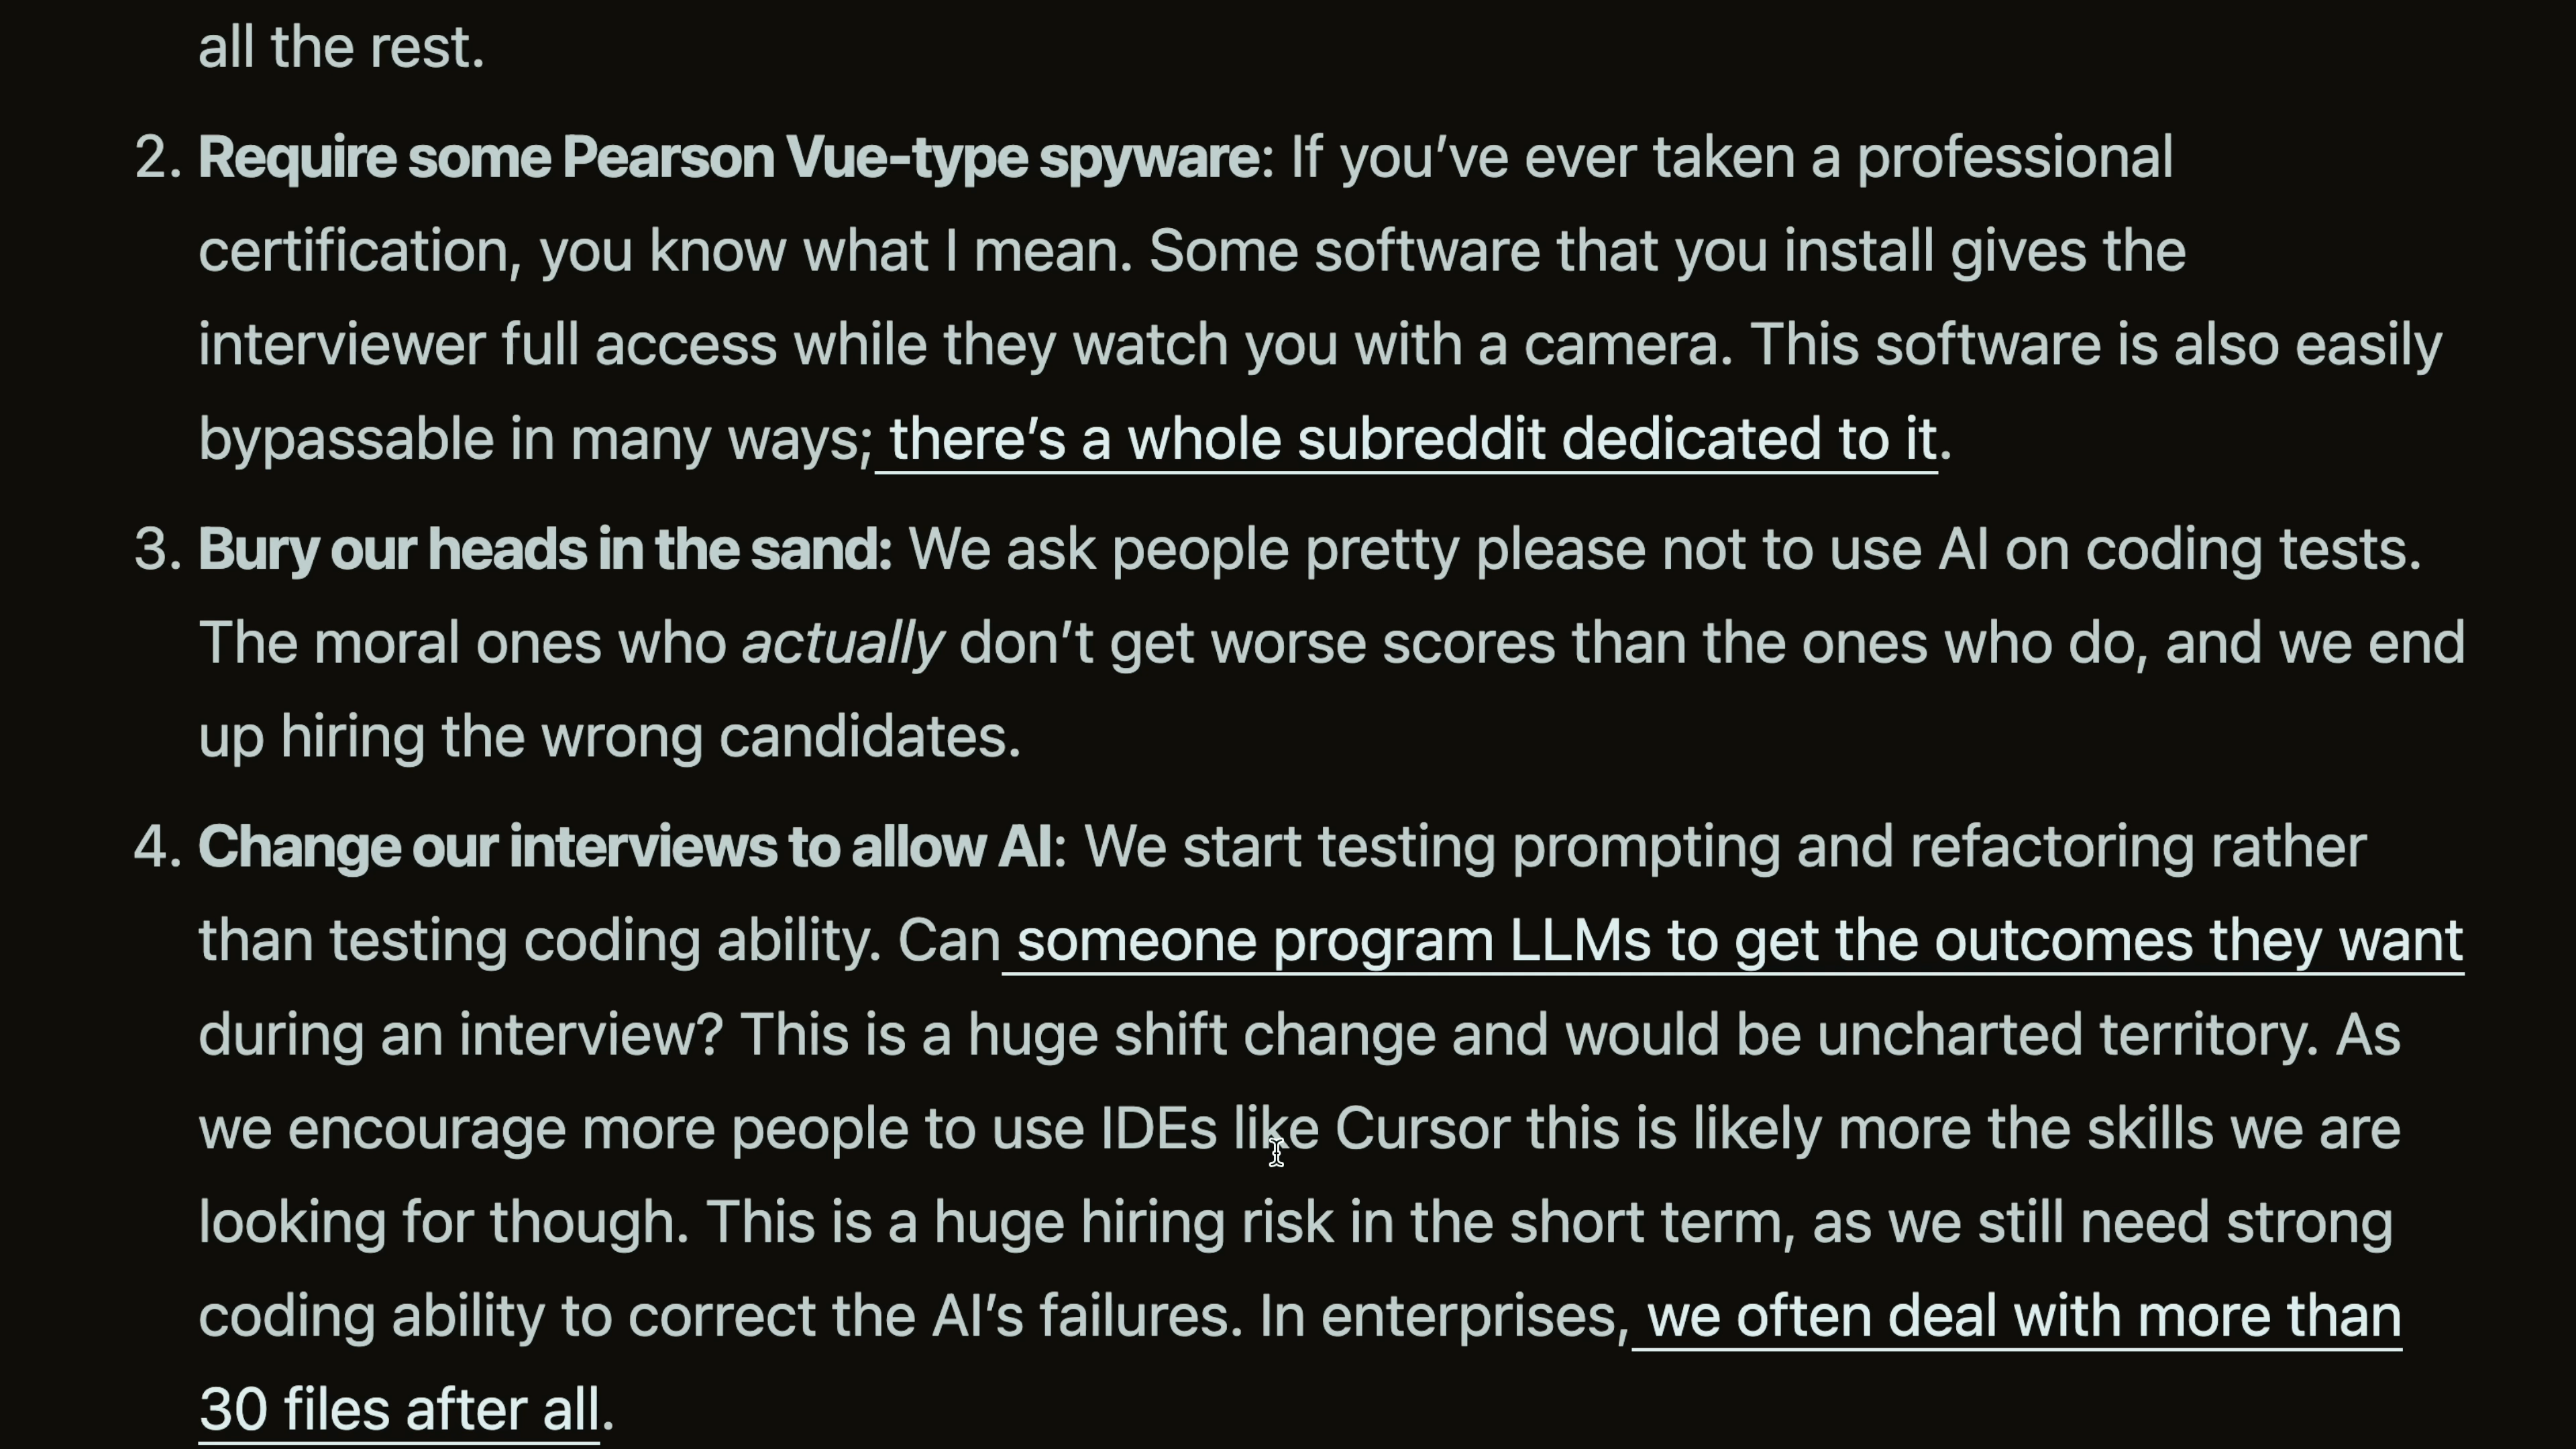 all the rest.
2. Require some Pearson Vue-type spyware: If you’ve ever taken a professional
certification, you know what I mean. Some software that you install gives the
interviewer full access while they watch you with a camera. This software is also easily
bypassable in many ways; there’s a whole subreddit dedicated to it.
3. Bury our heads in the sand: We ask people pretty please not to use AI on coding tests.
The moral ones who actually don’t get worse scores than the ones who do, and we end
up hiring the wrong candidates.
4. Change our interviews to allow AI: We start testing prompting and refactoring rather
than testing coding ability. Can someone program LLMs to get the outcomes they want
during an interview? This is a huge shift change and would be uncharted territory. As
we encourage more people to use IDEs like Cursor this is likely more the skills we are
looking for though. This is a huge hiring risk in the short term, as we still need strong
coding ability to correct the AI’s failures. In enterprises, we often deal with more than
30 files after all.